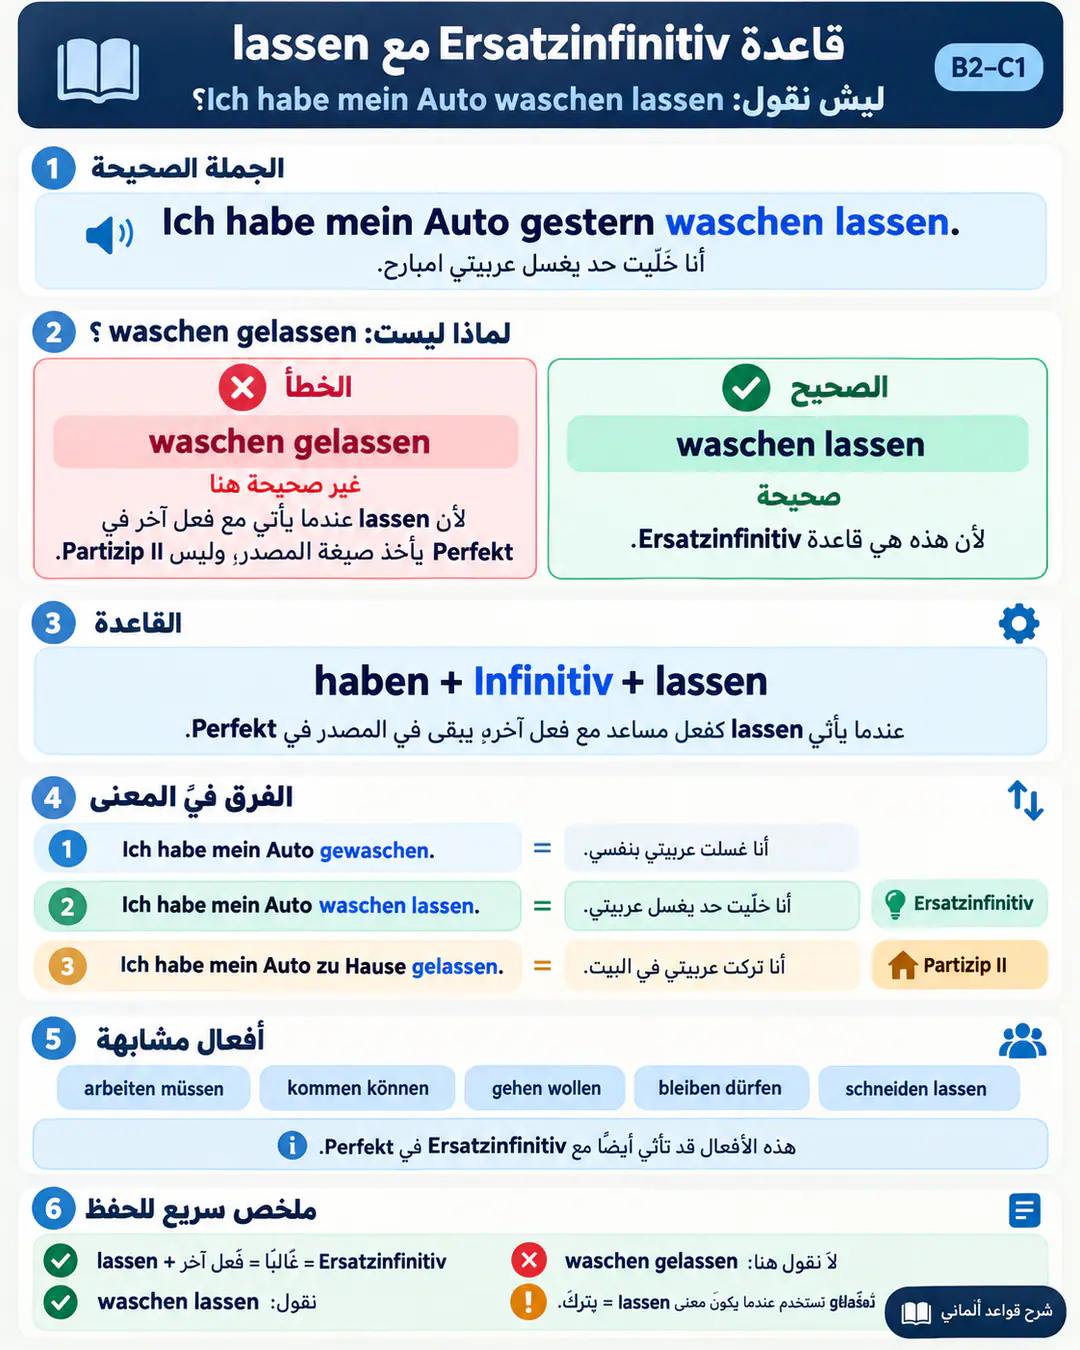 قاعدة Ersatzinfinitiv مع lassen
B2-C1
ليش نقول: Ich habe mein Auto waschen lassen؟
1 الجملة الصحيحة
Ich habe mein Auto gestern waschen lassen.
أنا خَلّيت حد يغسل عربيتي امبارح.
2 لماذا ليست: waschen gelassen ؟
الخطأ
waschen gelassen
غير صحيحة هنا
لأن lassen عندما يأتي مع فعل آخر في
Perfekt يأخذ صيغة المصدر، وليس Partizip II.
الصحيح
waschen lassen
صحيحة
لأن هذه هي قاعدة Ersatzinfinitiv.
3 القاعدة
haben + Infinitiv + lassen
عندما يأثي lassen كفعل مساعد مع فعل آخر، يبقى في المصدر في Perfekt.
4 الفرق فيَّ المعنى
1 Ich habe mein Auto gewaschen. = أنا غسلت عربيتي بنفسي.
2 Ich habe mein Auto waschen lassen. = أنا خلّيت حد يغسل عربيتي. Ersatzinfinitiv
3 Ich habe mein Auto zu Hause gelassen. = أنا تركت عربيتي في البيت. Partizip II
5 أفعال مشابهة
arbeiten müssen
kommen können
gehen wollen
bleiben dürfen
schneiden lassen
هذه الأفعال قد تأثي أيضًا مع Ersatzinfinitiv في Perfekt.
6 ملخص سريع للحفظ
lassen + فَعل آخر = غَالبًا = Ersatzinfinitiv
لاَ نقول هنا: waschen gelassen
نقول: waschen lassen
تستخدم عندما يكونَ معنى lassen = يتركَ.
شرح قواعد ألماني